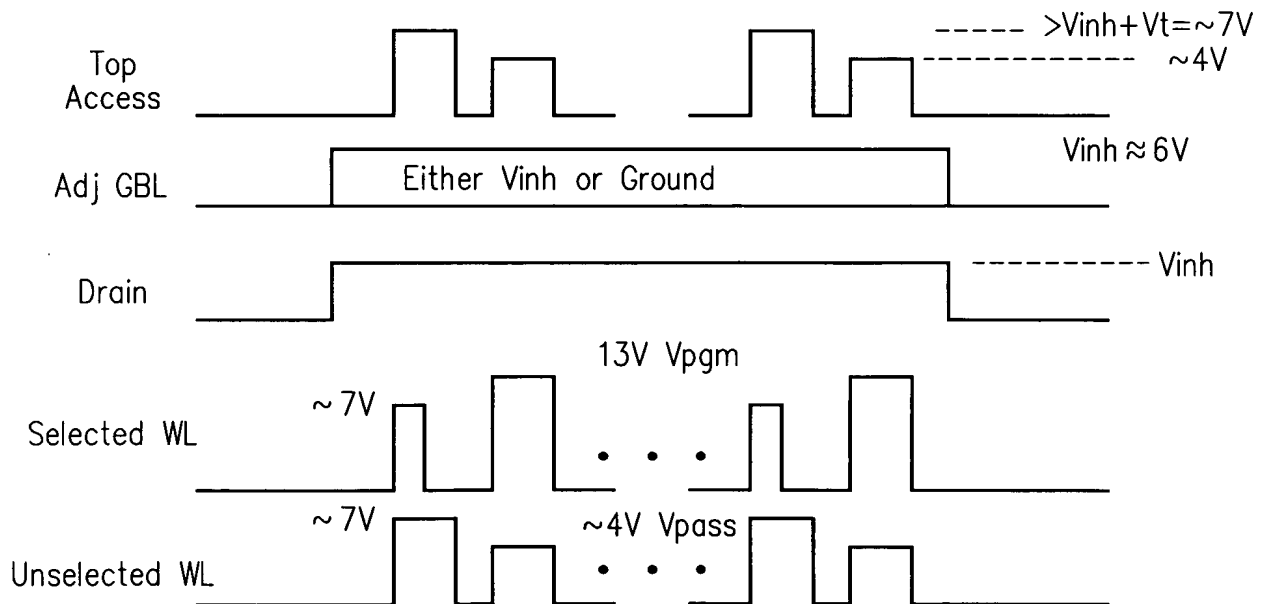 >Vinh+Vt=~7V
Top
Access
~4V
Vinh≈6V
Adj GBL
Either Vinh or Ground
Drain
Vinh
13V Vpgm
~7V
Selected WL
~7V
~4V Vpass
Unselected WL